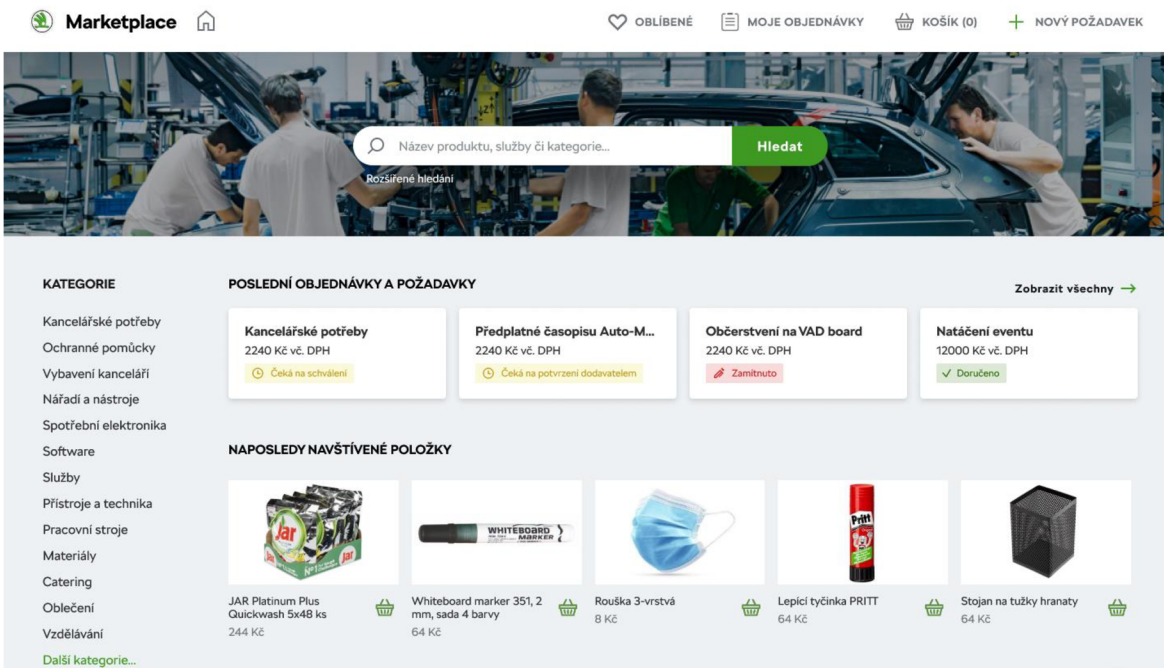 Marketplace
OBLÍBENÉ
MOJE OBJEDNÁVKY
KOŠÍK (0)
NOVÝ POŽADAVEK
Název produktu, služby či kategorie...
Hledat
Rozšířené hledání
KATEGORIE
Kancelářské potřeby
Ochranné pomůcky
Vybavení kanceláří
Nářadí a nástroje
Spotřební elektronika
Software
Služby
Přístroje a technika
Pracovní stroje
Materiály
Catering
Oblečení
Vzdělávání
Další kategorie...
POSLEDNÍ OBJEDNÁVKY A POŽADAVKY
Zobrazit všechny
Kancelářské potřeby
2240 Kč vč. DPH
Čeká na schválení
Předplatné časopisu Auto-M...
2240 Kč vč. DPH
Čeká na potvrzení dodavatelem
Občerstvení na VAD board
2240 Kč vč. DPH
Zamítnuto
Natáčení eventu
12000 Kč vč. DPH
Doručeno
NAPOSLEDY NAVŠTÍVENÉ POLOŽKY
Jar
Jar
Nº1
WHITEBOARD
MARKER
Pritt
JAR Platinum Plus
Quickwash 5x48 ks
244 Kč
Whiteboard marker 351, 2
mm, sada 4 barvy
64 Kč
Rouška 3-vrstvá
8 Kč
Lepící tyčinka PRITT
64 Kč
Stojan na tužky hranatý
64 Kč